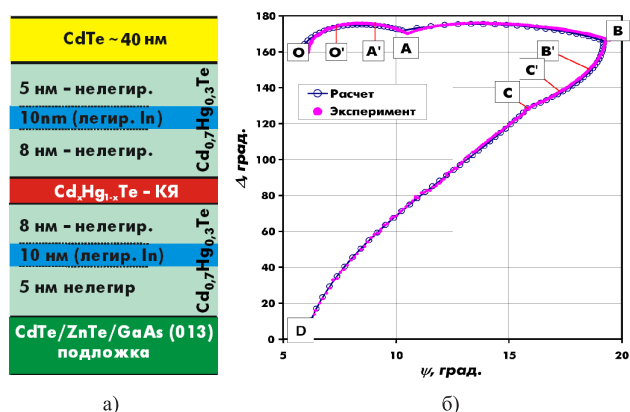 CdTe ~ 40 нм
5 нм – нелегир.
10nm (легир. In)
8 нм – нелегир.
Cd0,7Hg0,3Te
CdxHg1-xTe – КЯ
8 нм – нелегир.
10 нм (легир. In)
5 нм нелегир
Cd0,7Hg0,3Te
CdTe/ZnTe/GaAs (013)
подложка
а)
180
160
140
120
100
80
60
40
20
0
Δ, град.
O
O'
A'
A
B
B'
C'
C
D
Расчет
Эксперимент
5
10
15
20
ψ, град.
б)